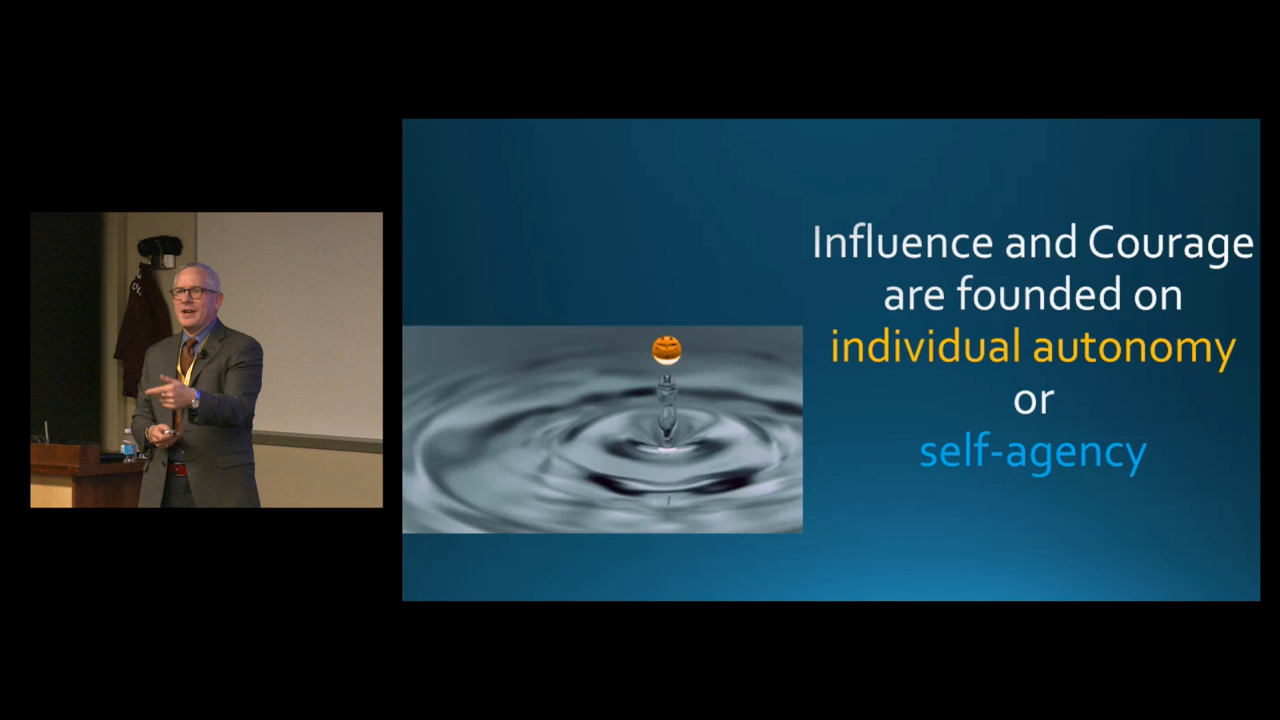 Influence and Courage
are founded on
individual autonomy
or
self-agency